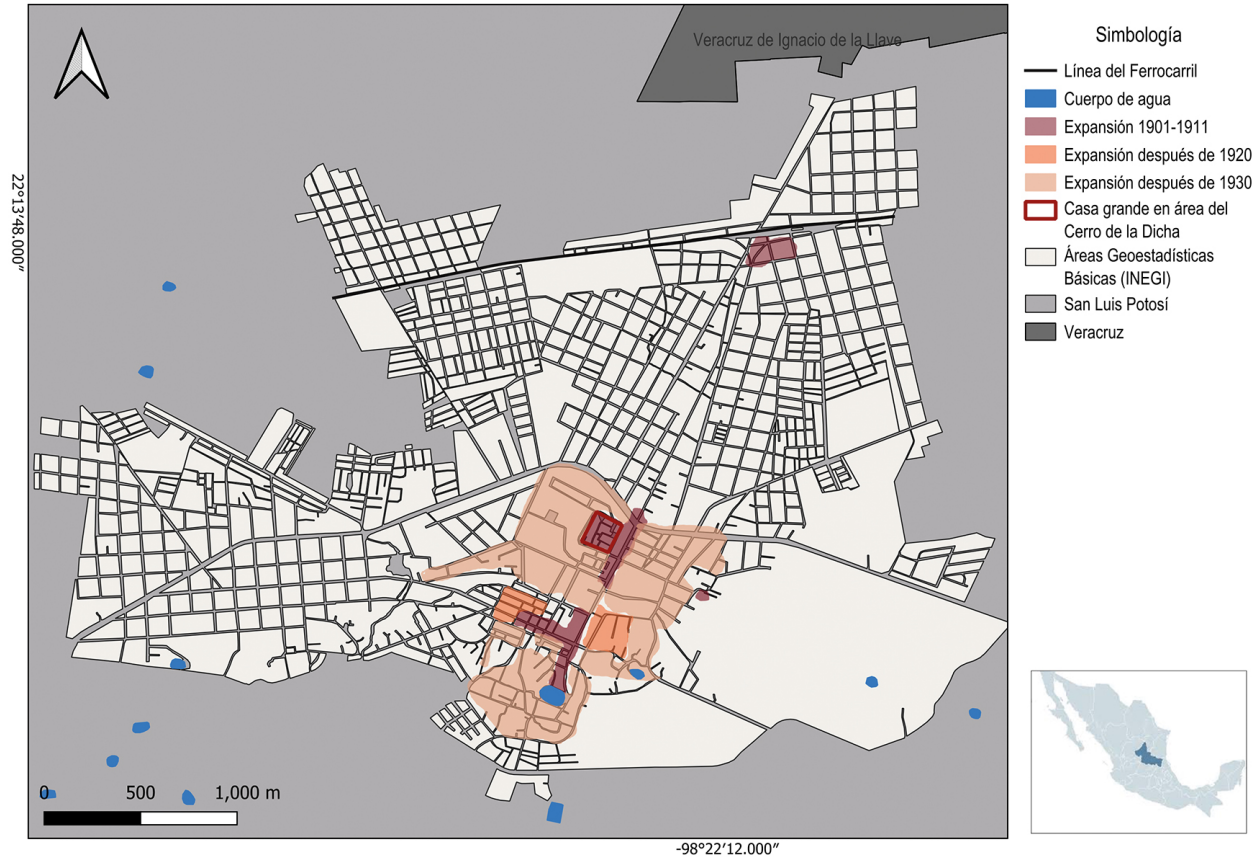 Veracruz de Ignacio de la Llave
22°13′48.000″
0 500 1,000 m
-98°22′12.000″
Simbología
Línea del Ferrocarril
Cuerpo de agua
Expansión 1901-1911
Expansión después de 1920
Expansión después de 1930
Casa grande en área del
Cerro de la Dicha
Áreas Geoestadísticas
Básicas (INEGI)
San Luis Potosí
Veracruz